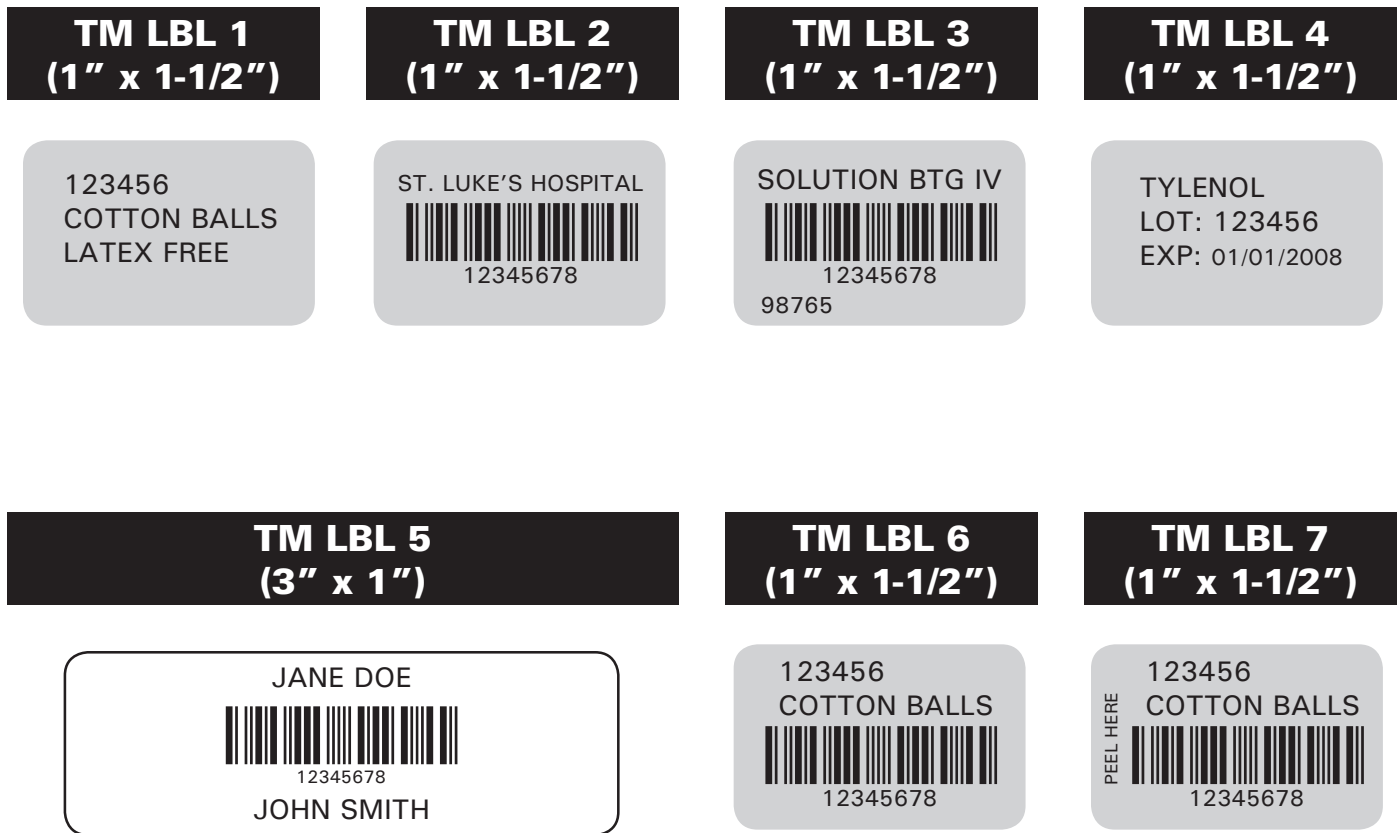 TM LBL 1
(1″ x 1-1/2″)
123456
COTTON BALLS
LATEX FREE
TM LBL 2
(1″ x 1-1/2″)
ST. LUKE’S HOSPITAL
12345678
TM LBL 3
(1″ x 1-1/2″)
SOLUTION BTG IV
12345678
98765
TM LBL 4
(1″ x 1-1/2″)
TYLENOL
LOT: 123456
EXP: 01/01/2008
TM LBL 5
(3″ x 1″)
JANE DOE
12345678
JOHN SMITH
TM LBL 6
(1″ x 1-1/2″)
123456
COTTON BALLS
12345678
TM LBL 7
(1″ x 1-1/2″)
PEEL HERE
123456
COTTON BALLS
12345678